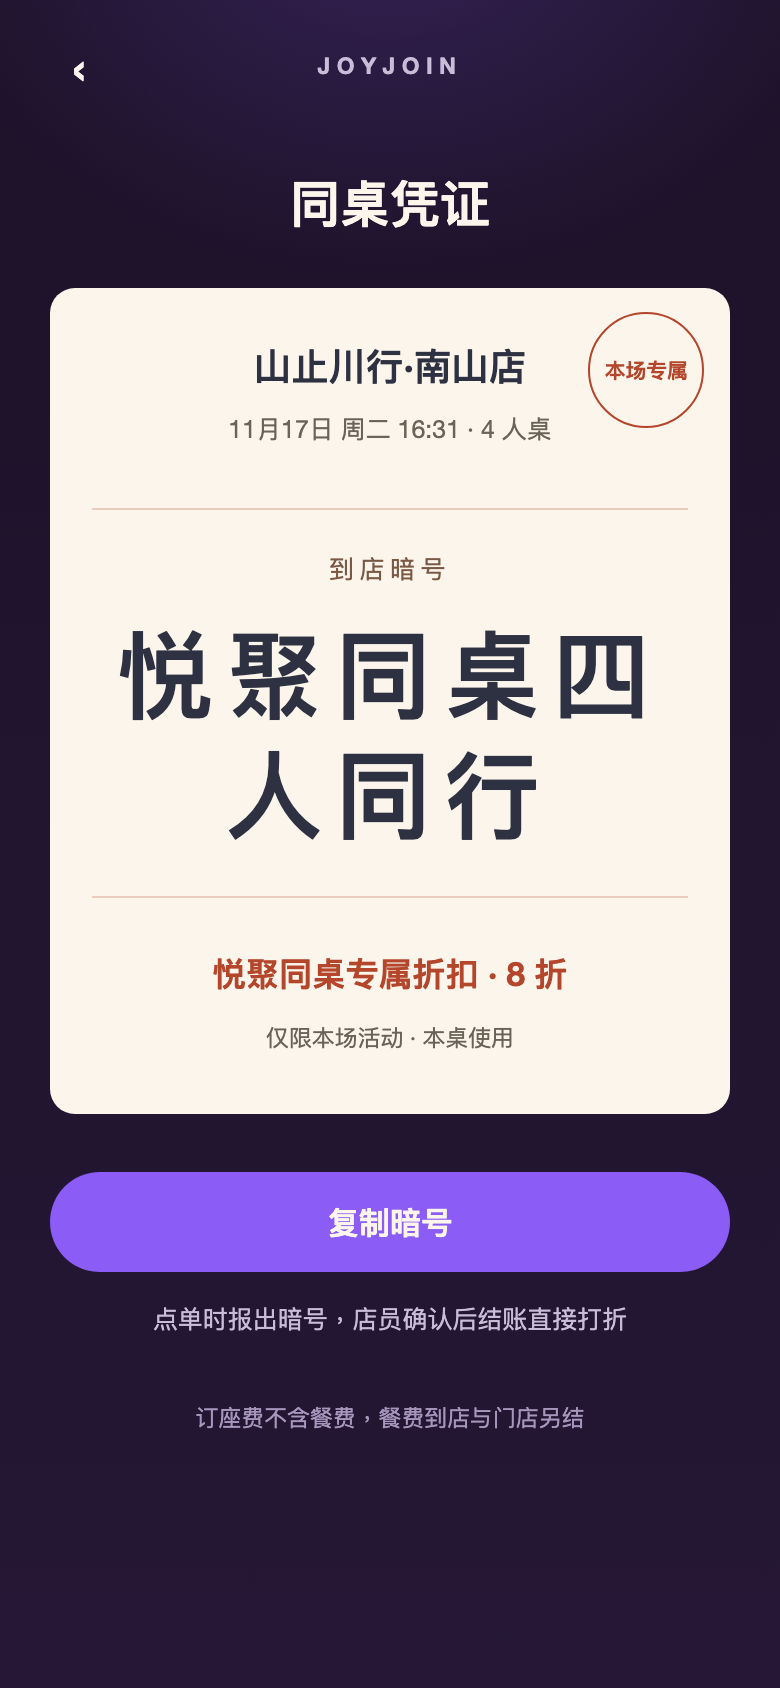 ‹
JOYJOIN
同桌凭证
山止川行·南山店
本场专属
11月17日 周二 16:31 · 4 人桌
到店暗号
悦聚同桌四
人同行
悦聚同桌专属折扣 · 8 折
仅限本场活动 · 本桌使用
复制暗号
点单时报出暗号，店员确认后结账直接打折
订座费不含餐费，餐费到店与门店另结